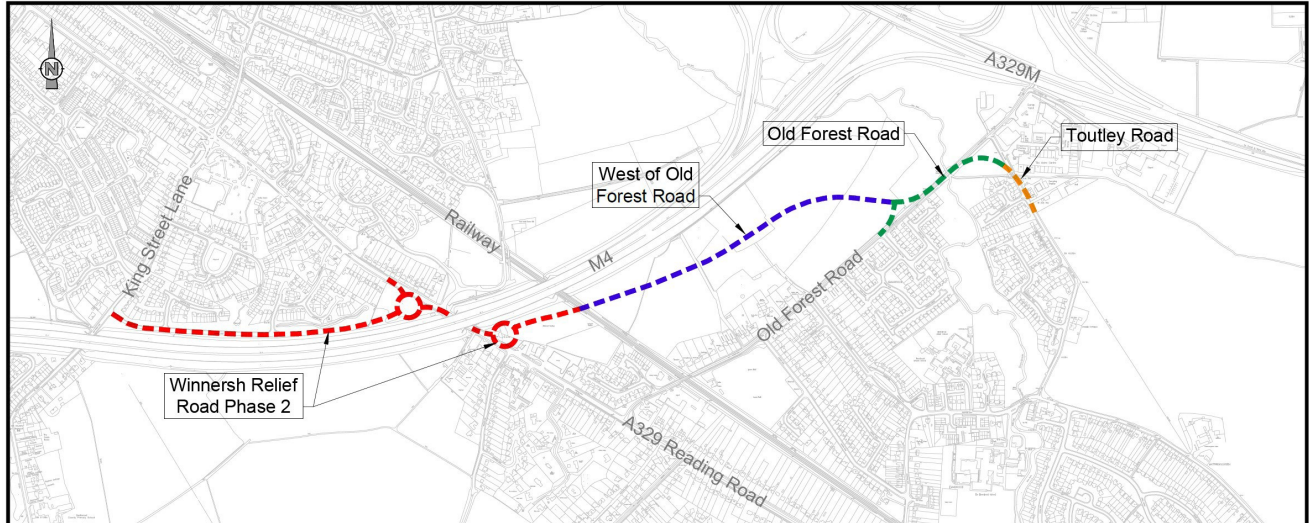 N
A329M
Old Forest Road
Toutley Road
West of Old
Forest Road
King Street Lane
Railway
M4
Old Forest Road
Winnersh Relief
Road Phase 2
A329 Reading Road